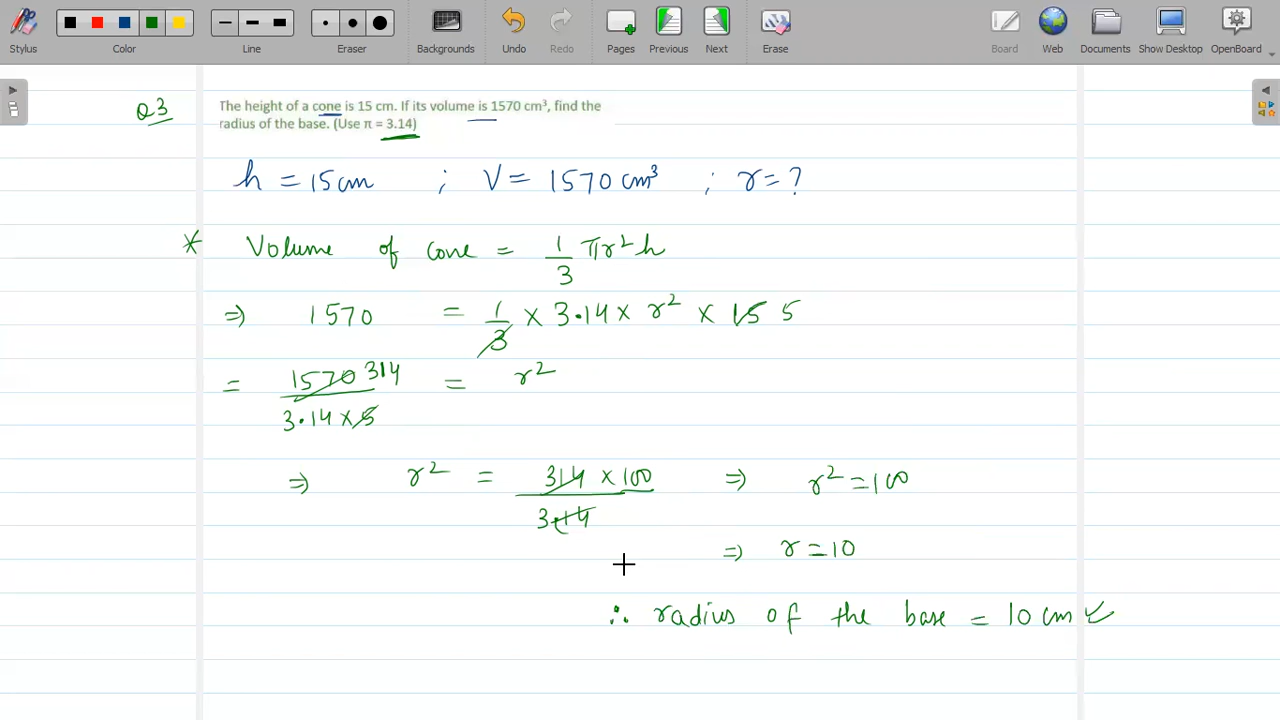 Stylus Color Line Eraser Backgrounds Undo Redo Pages Previous Next Erase Board Web Documents Show Desktop OpenBoard
Q3 The height of a cone is 15 cm. If its volume is 1570 cm³, find the
radius of the base. (Use π = 3.14)
h = 15cm ; V = 1570 cm³ ; r = ?
* Volume of cone = 1/3 πr²h
⇒ 1570 = 1/3 × 3.14 × r² × 15 5
= 1570 314 / 3.14 × 5 = r²
⇒ r² = 314 × 100 / 3.14 ⇒ r² = 100
⇒ r = 10
∴ radius of the base = 10 cm ✓